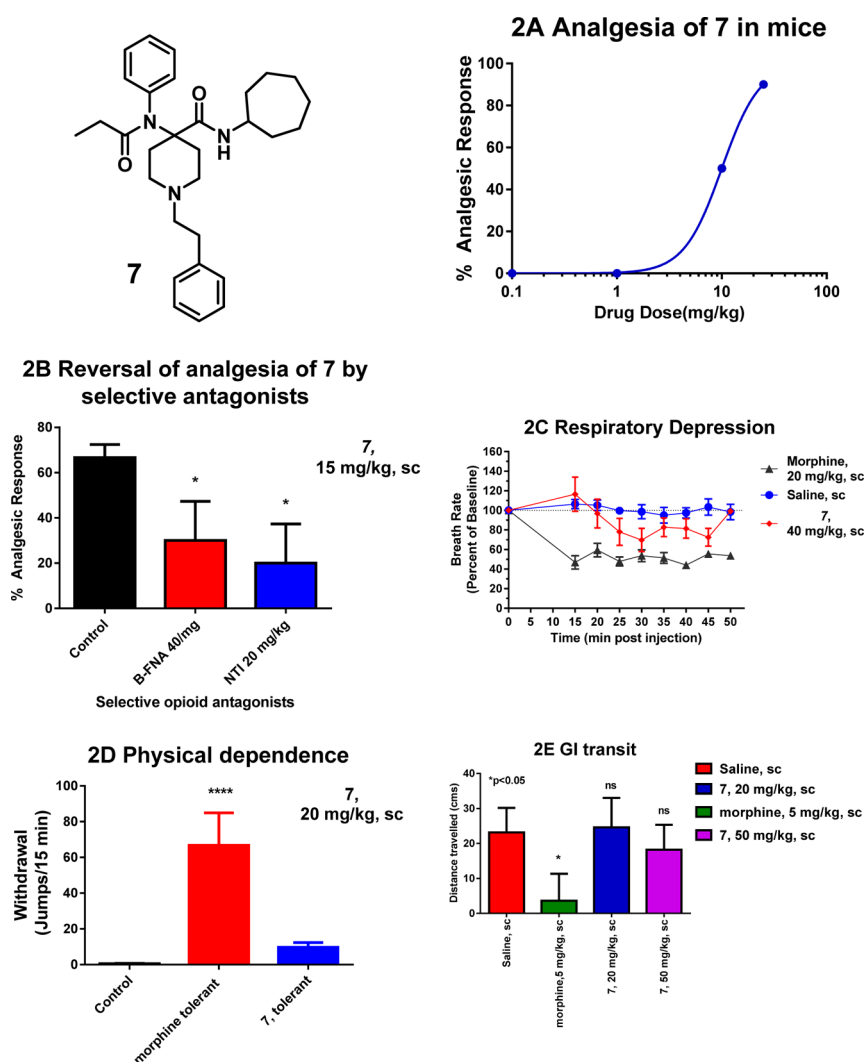 N
O
O
N
H
N
7
2A Analgesia of 7 in mice
% Analgesic Response
100
80
60
40
20
0
0.1 1 10 100
Drug Dose(mg/kg)
2B Reversal of analgesia of 7 by
selective antagonists
% Analgesic Response
80
60
40
20
0
*
*
7,
15 mg/kg, sc
Control
B-FNA 40/mg
NTI 20 mg/kg
Selective opioid antagonists
2C Respiratory Depression
Breath Rate
(Percent of Baseline)
160
140
120
100
80
60
40
20
0
0 15 20 25 30 35 40 45 50
Time (min post injection)
Morphine,
20 mg/kg, sc
Saline, sc
7,
40 mg/kg, sc
2D Physical dependence
Withdrawal
(Jumps/15 min)
100
80
60
40
20
0
****
7,
20 mg/kg, sc
Control
morphine tolerant
7, tolerant
2E GI transit
Distance travelled (cms)
40
30
20
10
0
*p<0.05
*
ns
ns
Saline, sc
morphine,5 mg/kg, sc
7, 20 mg/kg, sc
7, 50 mg/kg, sc
Saline, sc
7, 20 mg/kg, sc
morphine, 5 mg/kg, sc
7, 50 mg/kg, sc